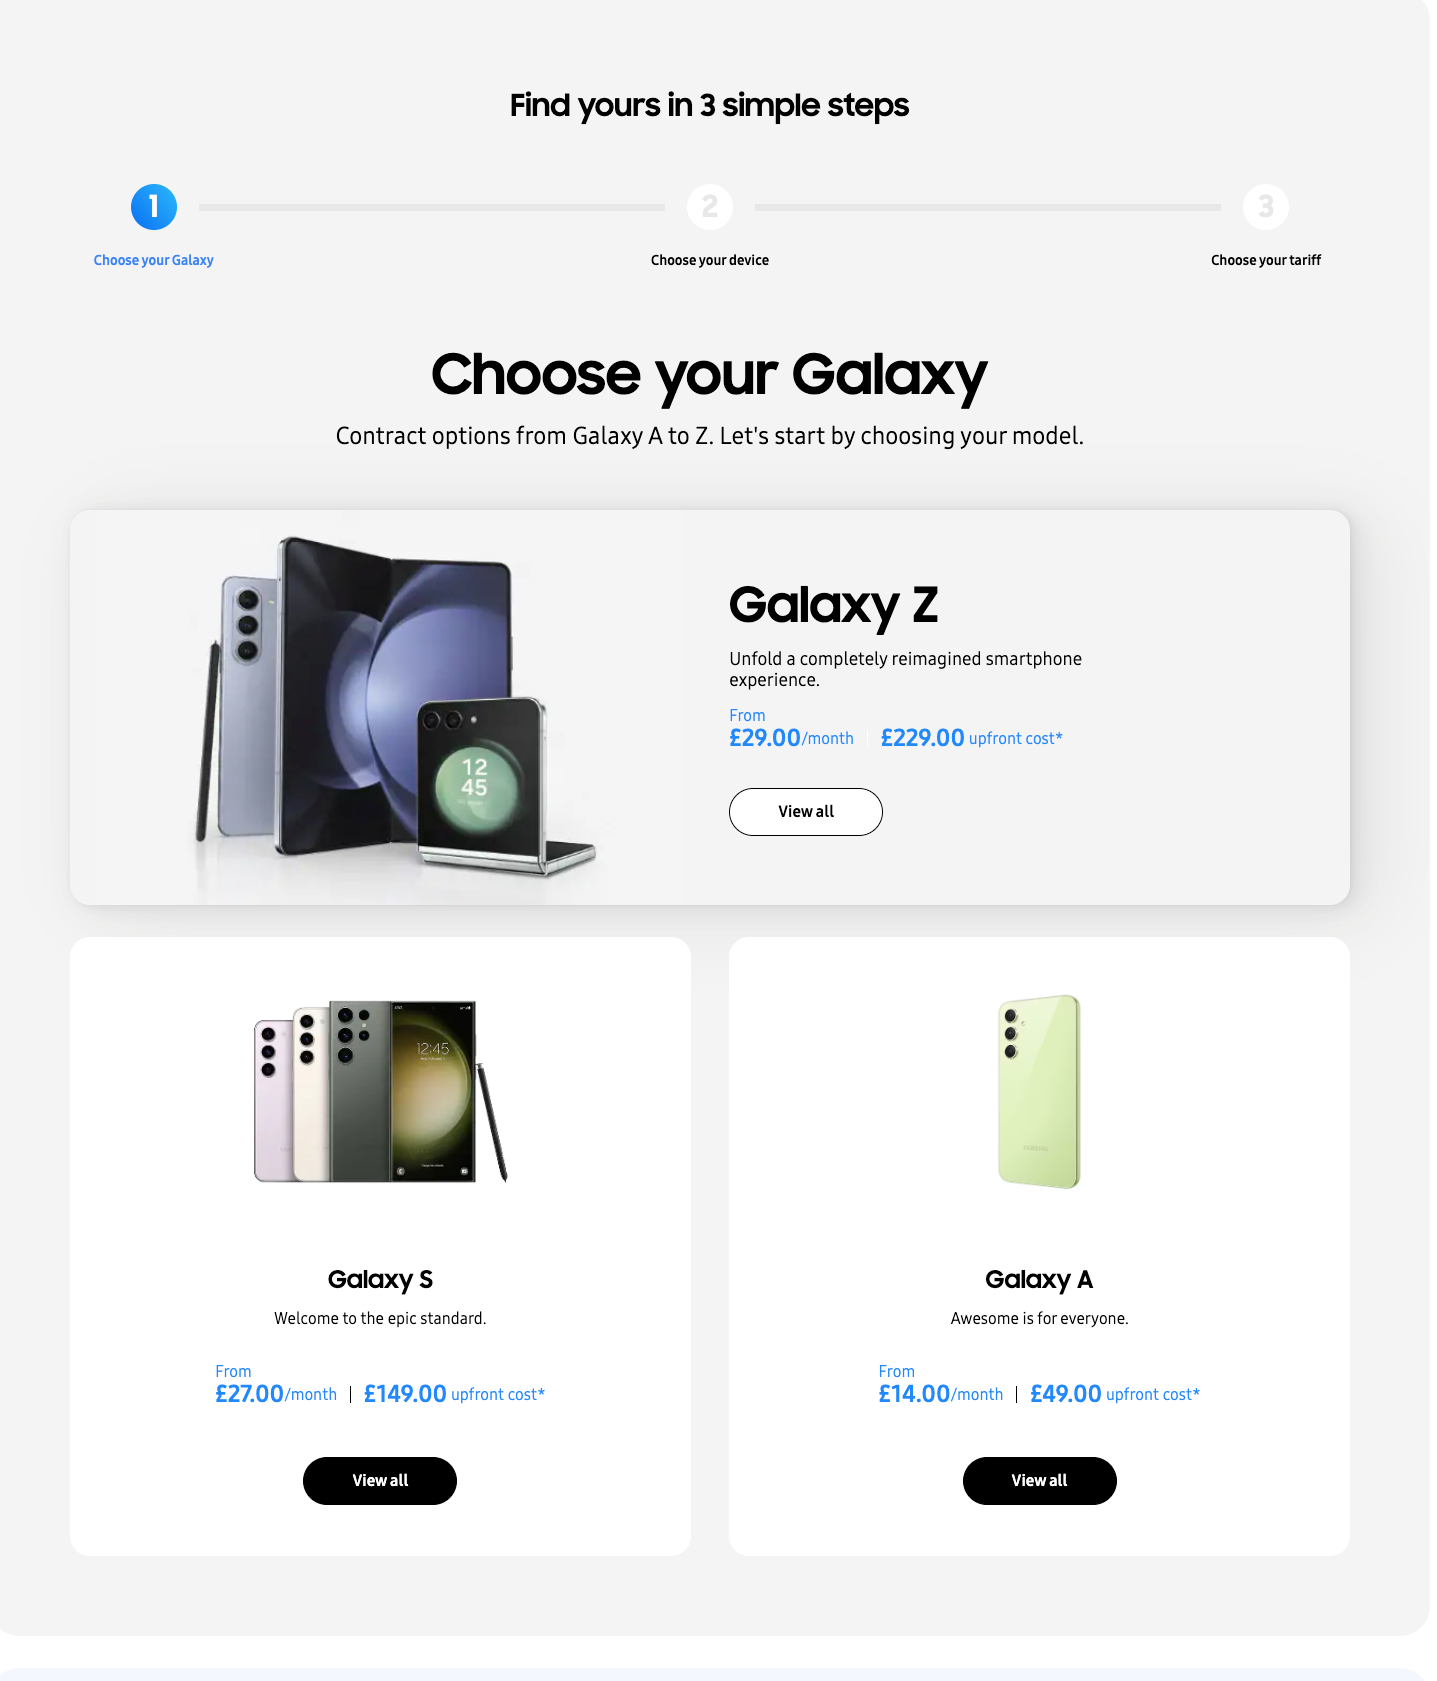 Find yours in 3 simple steps
1
2
3
Choose your Galaxy
Choose your device
Choose your tariff
Choose your Galaxy
Contract options from Galaxy A to Z. Let's start by choosing your model.
12
45
Galaxy Z
Unfold a completely reimagined smartphone
experience.
From
£29.00/month
£229.00 upfront cost*
View all
12:45
Galaxy S
Welcome to the epic standard.
From
£27.00/month | £149.00 upfront cost*
View all
SAMSUNG
Galaxy A
Awesome is for everyone.
From
£14.00/month | £49.00 upfront cost*
View all